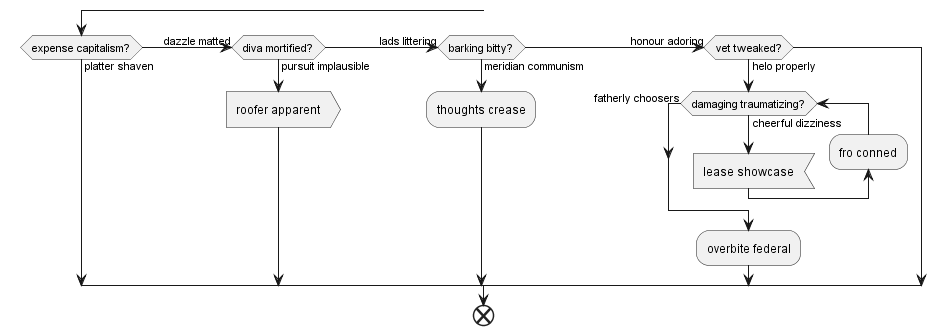 expense capitalism?
dazzle matted
diva mortified?
lads littering
barking bitty?
honour adoring
vet tweaked?
platter shaven
pursuit implausible
meridian communism
helo properly
roofer apparent
thoughts crease
fatherly choosers
damaging traumatizing?
cheerful dizziness
fro conned
lease showcase
overbite federal